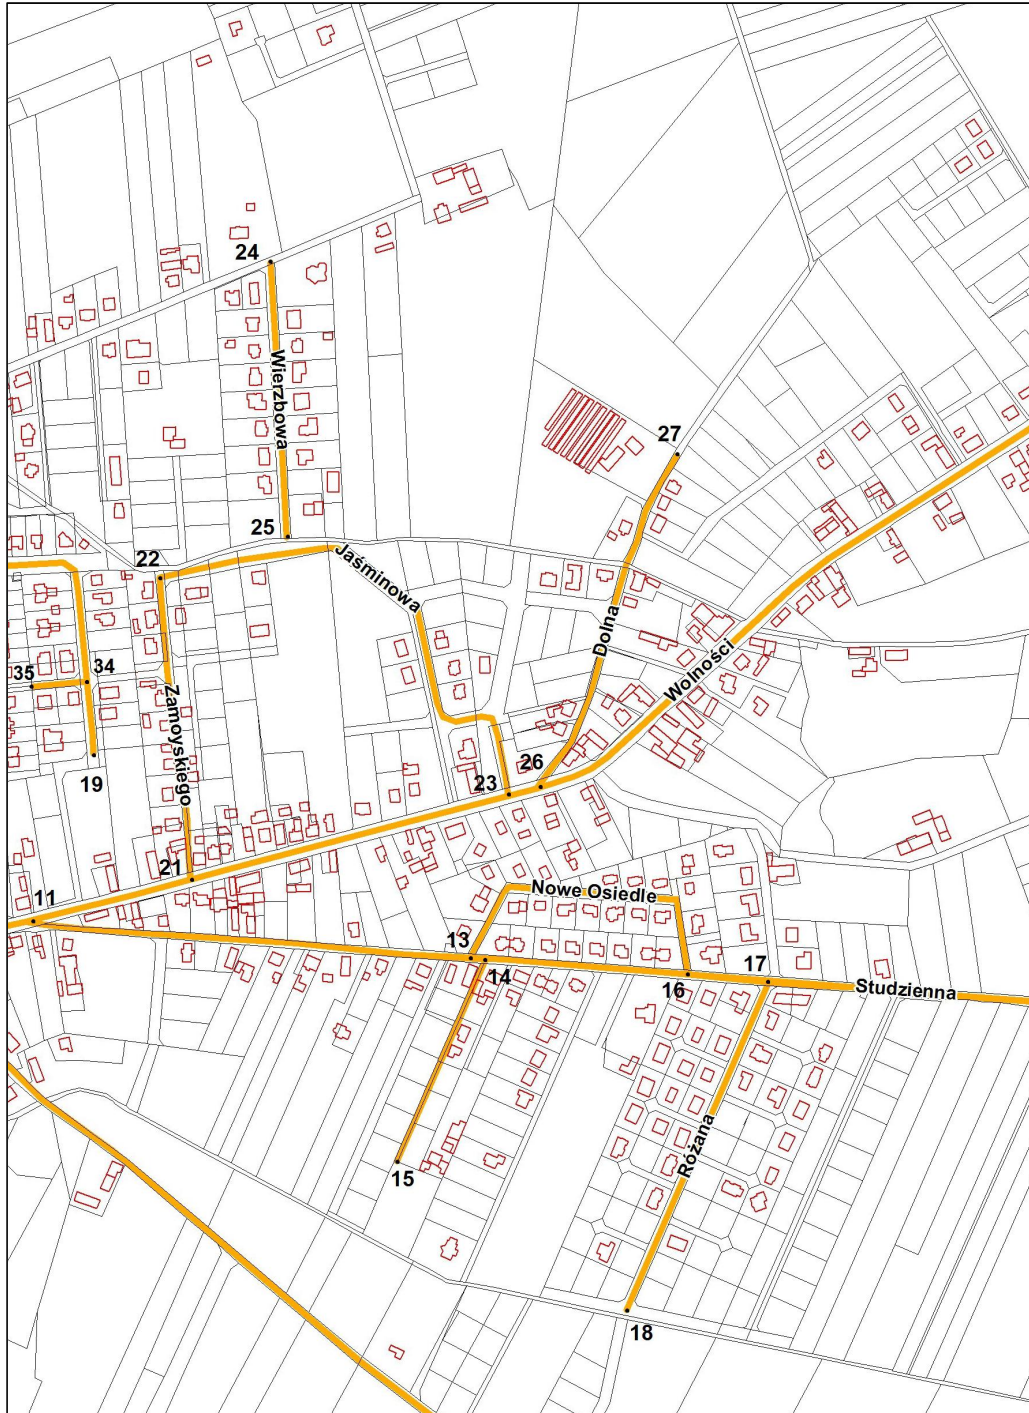 24
Wierzbowa
27
25
22
Jaśminowa
Dolna
Wolności
35
34
Zamoyskiego
19
23
26
21
11
Nowe Osiedle
13
14
16
17
Studzienna
Różana
15
18